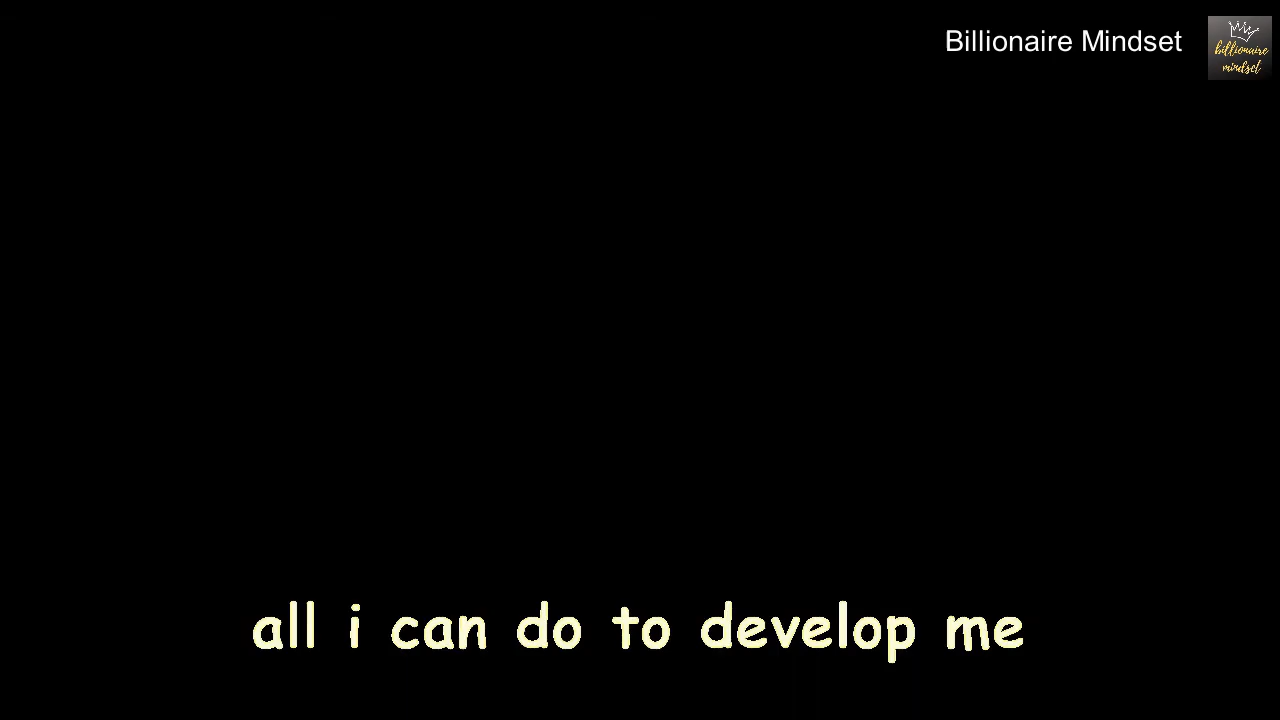 Billionaire Mindset
billionaire
mindset
all i can do to develop me